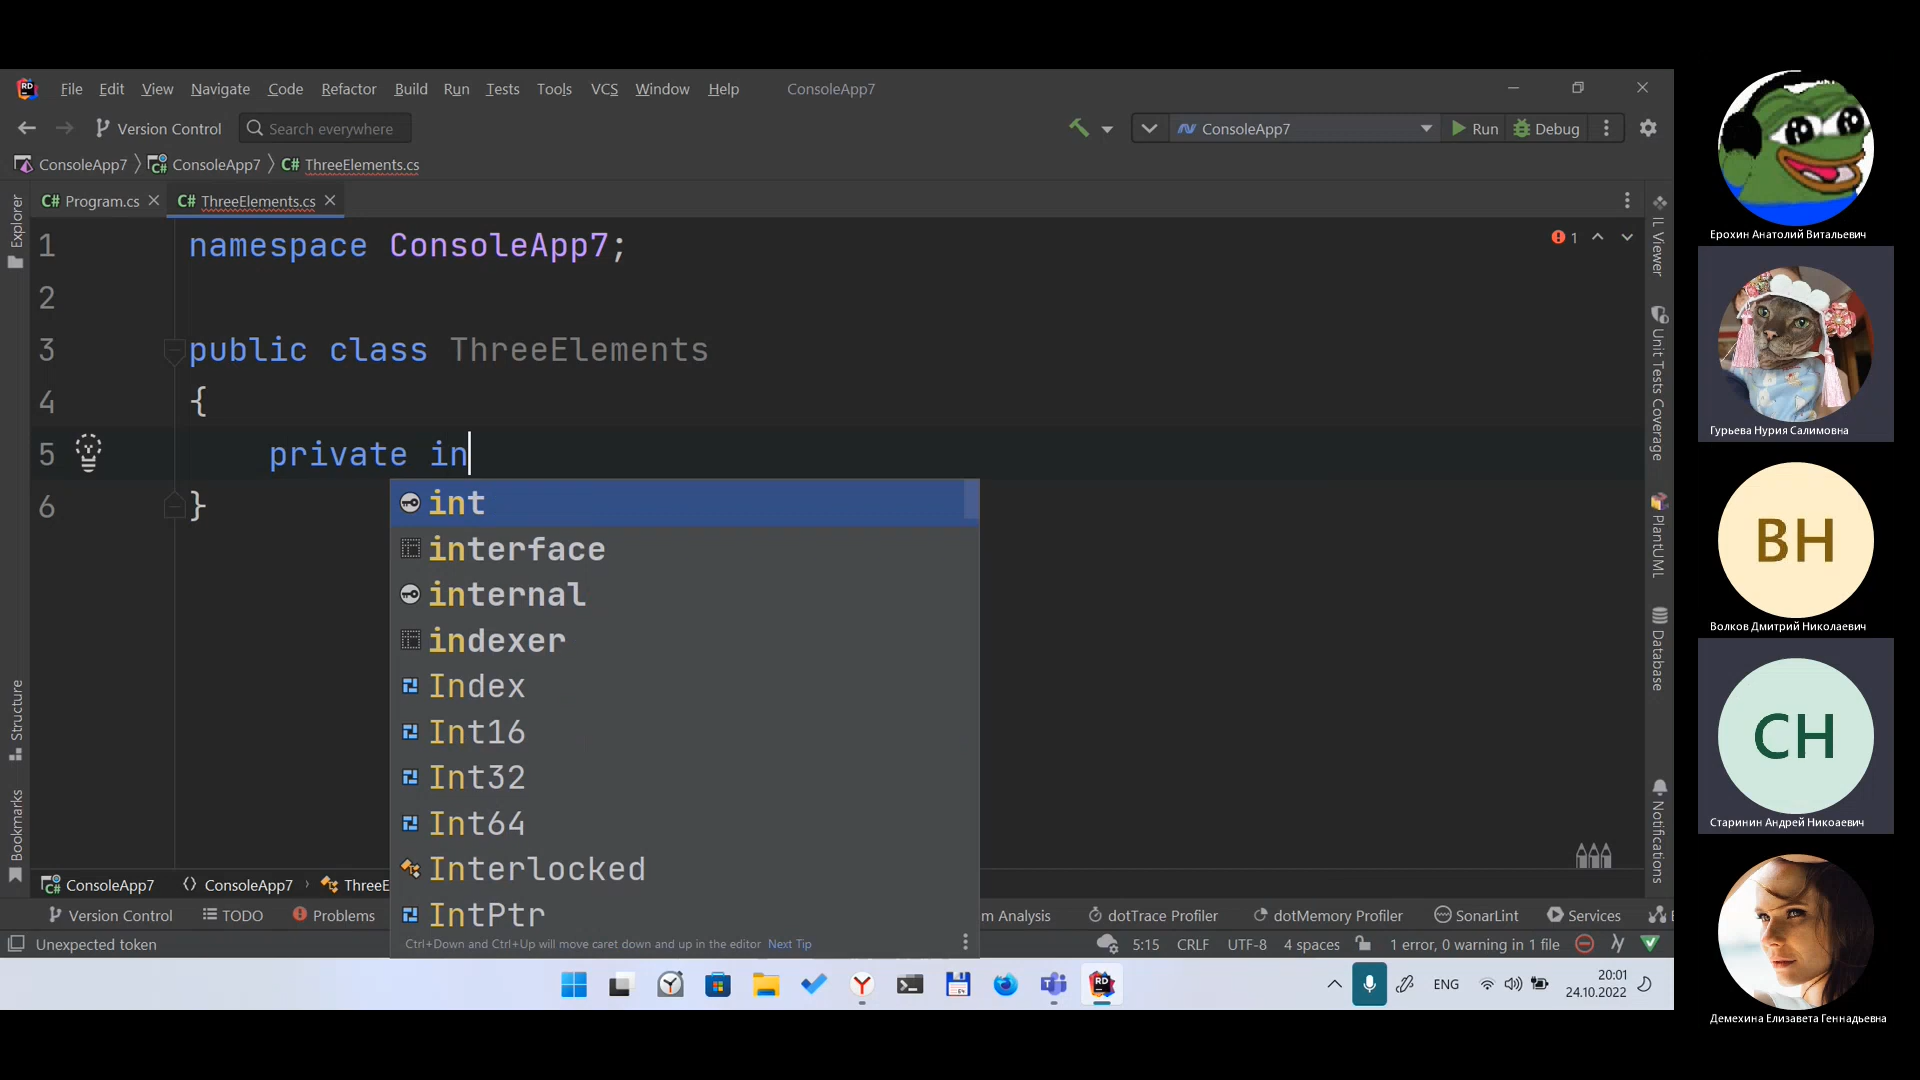 File Edit View Navigate Code Refactor Build Run Tests Tools VCS Window Help ConsoleApp7
Version Control Search everywhere ConsoleApp7 Run Debug
ConsoleApp7 ConsoleApp7 C# ThreeElements.cs
C# Program.cs C# ThreeElements.cs
1 namespace ConsoleApp7;
2
3 public class ThreeElements
4 {
5 private in
6 }
1
int
interface
internal
indexer
Index
Int16
Int32
Int64
Interlocked
IntPtr
Ctrl+Down and Ctrl+Up will move caret down and up in the editor Next Tip
Explorer
Structure
Bookmarks
IL Viewer
Unit Tests Coverage
PlantUML
Database
Notifications
ConsoleApp7 ConsoleApp7 ThreeE
Version Control TODO Problems m Analysis dotTrace Profiler dotMemory Profiler SonarLint Services E
Unexpected token 5:15 CRLF UTF-8 4 spaces 1 error, 0 warning in 1 file
ENG 20:01
24.10.2022
Ерохин Анатолий Витальевич
Гурьева Нурия Салимовна
ВН
Волков Дмитрий Николаевич
СН
Старинин Андрей Никоаевич
Демехина Елизавета Геннадьевна